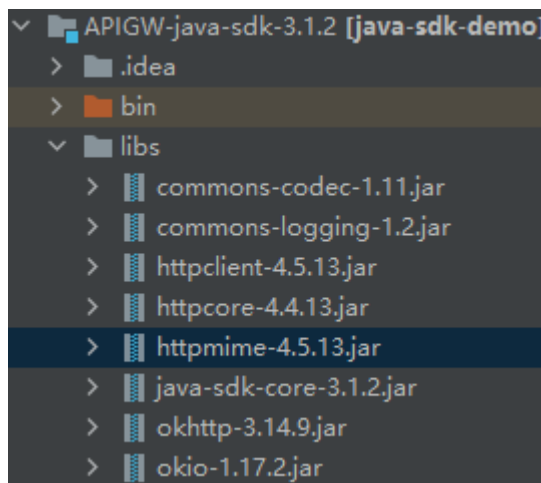 APIGW-java-sdk-3.1.2 [java-sdk-demo]
.idea
bin
libs
commons-codec-1.11.jar
commons-logging-1.2.jar
httpclient-4.5.13.jar
httpcore-4.4.13.jar
httpmime-4.5.13.jar
java-sdk-core-3.1.2.jar
okhttp-3.14.9.jar
okio-1.17.2.jar